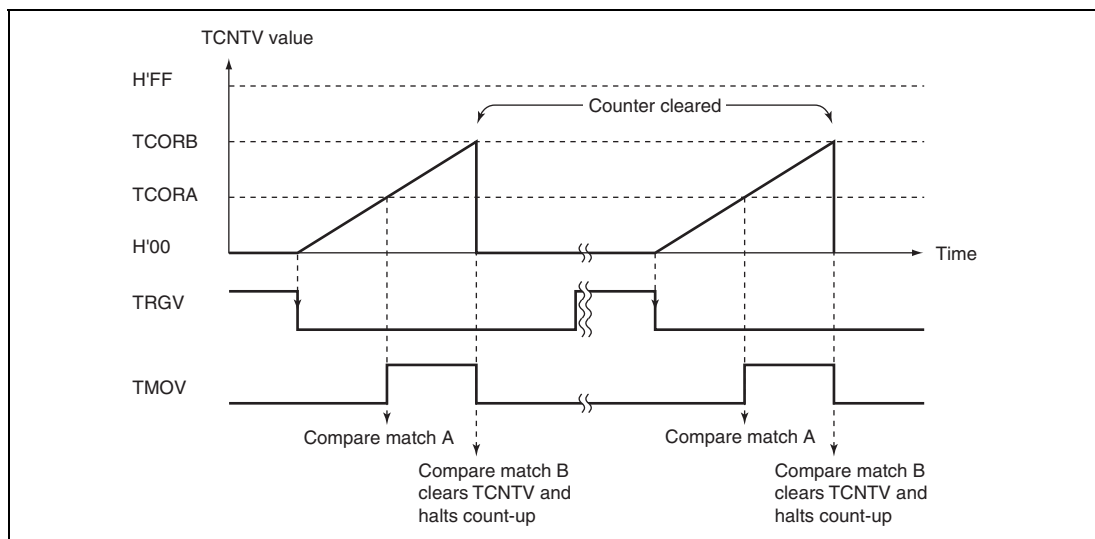 TCNTV value
H'FF
Counter cleared
TCORB
TCORA
H'00
Time
TRGV
TMOV
Compare match A
Compare match A
Compare match B
clears TCNTV and
halts count-up
Compare match B
clears TCNTV and
halts count-up